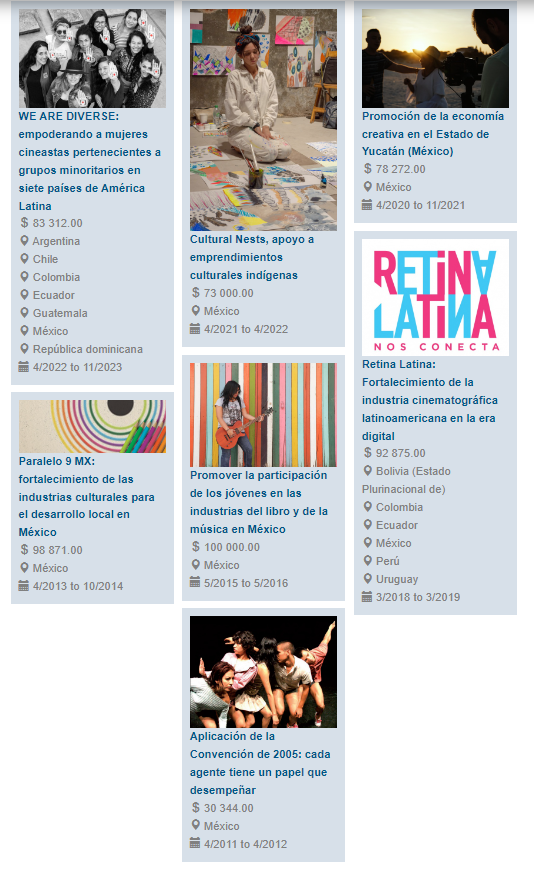 WE ARE DIVERSE:
empoderando a mujeres
cineastas pertenecientes a
grupos minoritarios en
siete países de América
Latina
$ 83 312.00
Argentina
Chile
Colombia
Ecuador
Guatemala
México
República dominicana
4/2022 to 11/2023
Paralelo 9 MX:
fortalecimiento de las
industrias culturales para
el desarrollo local en
México
$ 98 871.00
México
4/2013 to 10/2014
Cultural Nests, apoyo a
emprendimientos
culturales indígenas
$ 73 000.00
México
4/2021 to 4/2022
Promover la participación
de los jóvenes en las
industrias del libro y de la
música en México
$ 100 000.00
México
5/2015 to 5/2016
Aplicación de la
Convención de 2005: cada
agente tiene un papel que
desempeñar
$ 30 344.00
México
4/2011 to 4/2012
Promoción de la economía
creativa en el Estado de
Yucatán (México)
$ 78 272.00
México
4/2020 to 11/2021
RETINA
LATINA
NOS CONECTA
Retina Latina:
Fortalecimiento de la
industria cinematográfica
latinoamericana en la era
digital
$ 92 875.00
Bolivia (Estado
Plurinacional de)
Colombia
Ecuador
México
Perú
Uruguay
3/2018 to 3/2019